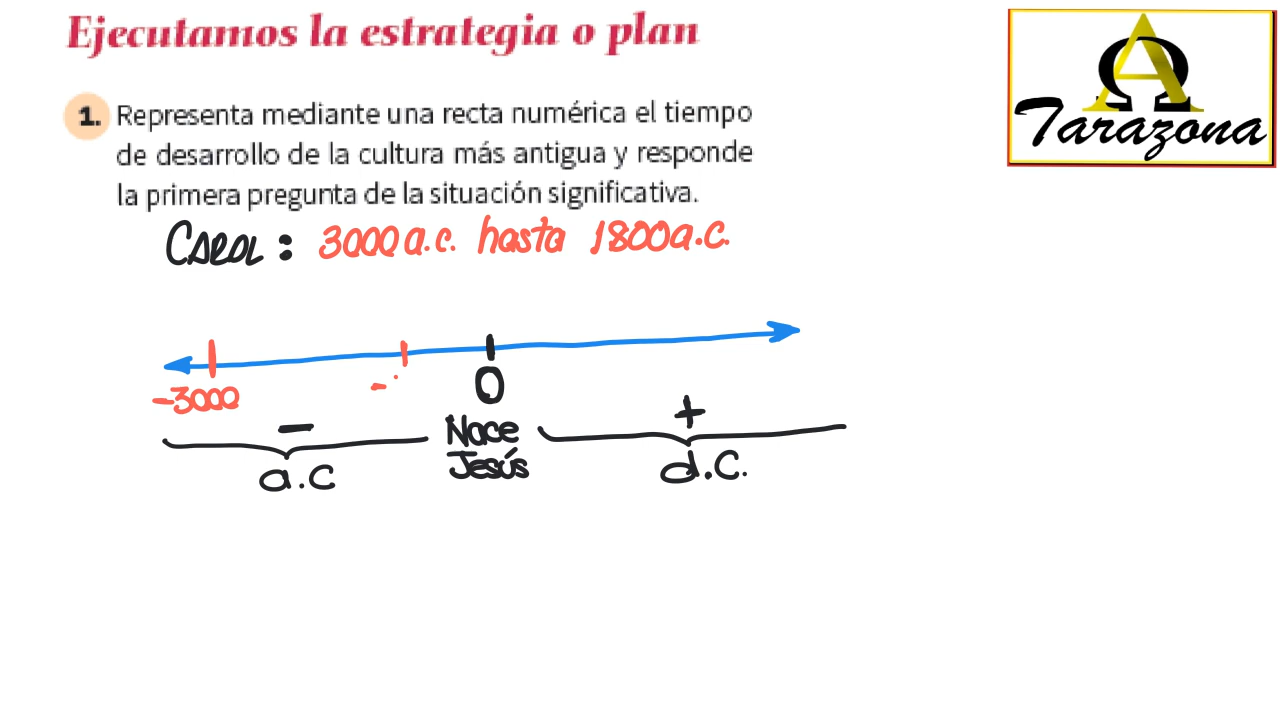 Ejecutamos la estrategia o plan
1. Representa mediante una recta numérica el tiempo
de desarrollo de la cultura más antigua y responde
la primera pregunta de la situación significativa.
CARAL: 3000 a.c. hasta 1800 a.c.
-3000 - 0
- Nace +
Jesús
a.c d.C.
AΩ
Tarazona